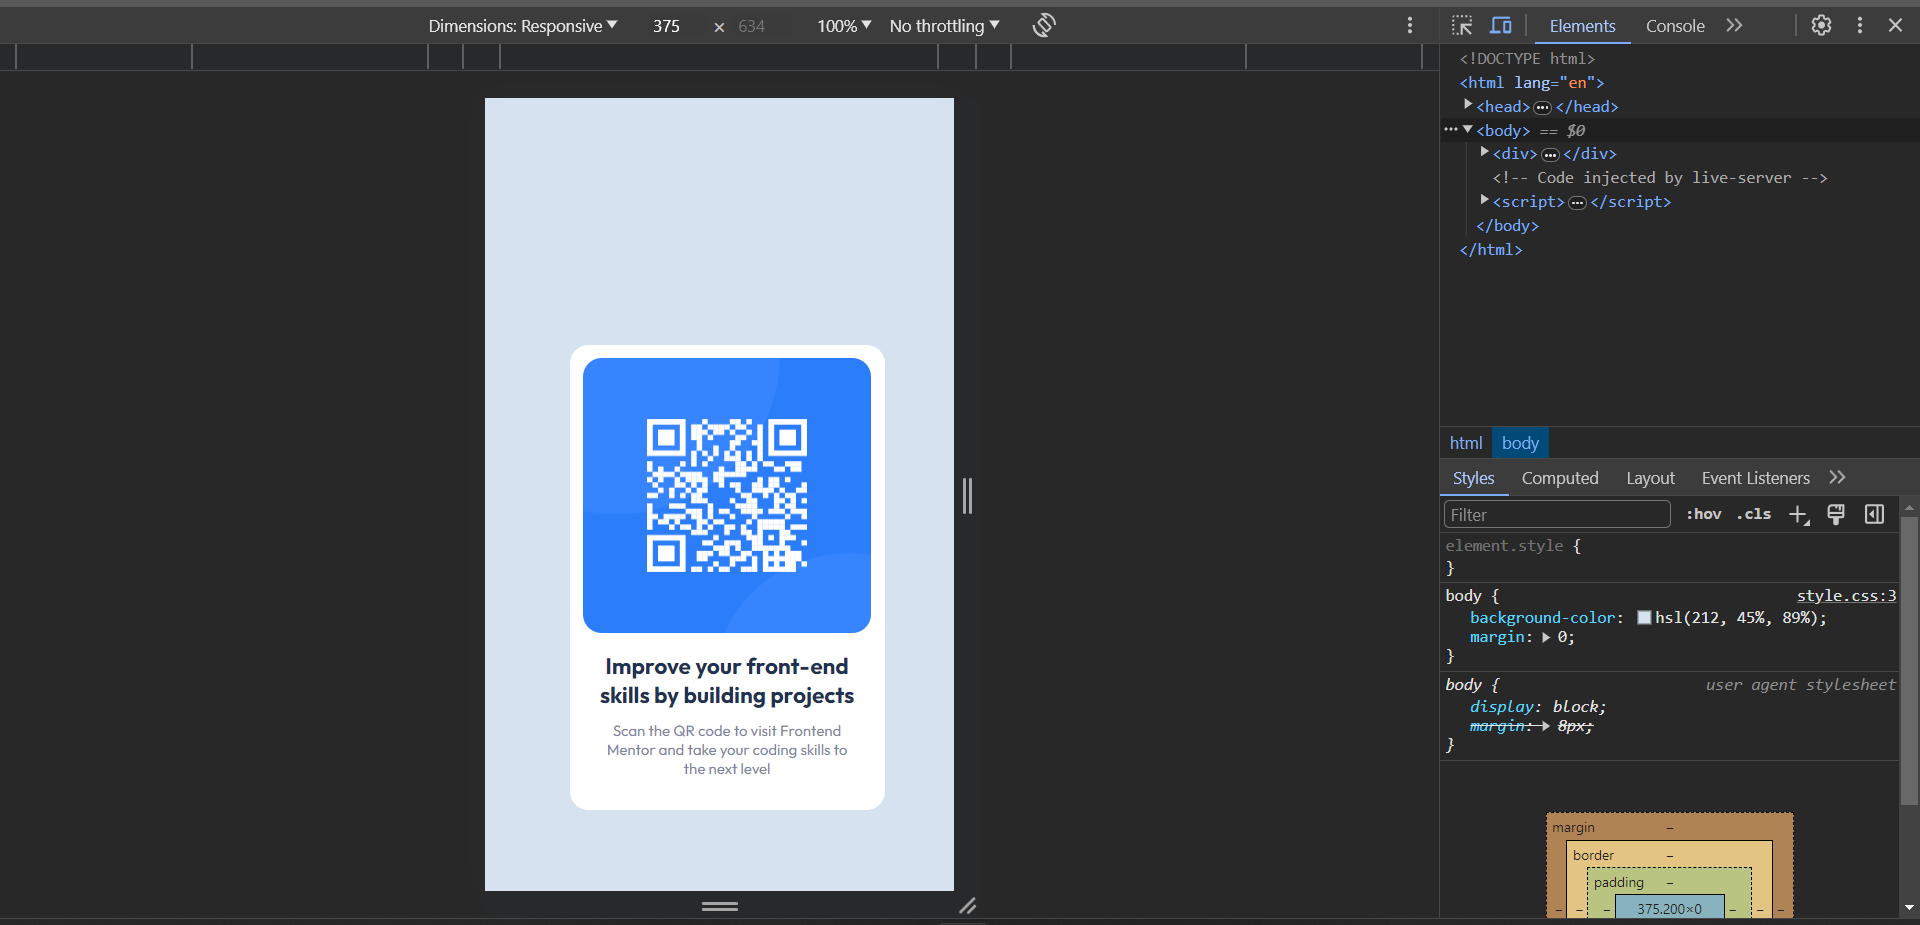 Dimensions: Responsive 375 × 634 100% No throttling
Elements Console
<!DOCTYPE html>
<html lang="en">
<head> ••• </head>
••• <body> == $0
<div> ••• </div>
<!-- Code injected by live-server -->
<script> ••• </script>
</body>
</html>
html body
Styles Computed Layout Event Listeners
Filter :hov .cls
element.style {
}
body { style.css:3
background-color: hsl(212, 45%, 89%);
margin: 0;
}
body { user agent stylesheet
display: block;
margin: 8px;
}
margin –
border –
padding –
– – – 375.200×0 – – –
Improve your front-end
skills by building projects
Scan the QR code to visit Frontend
Mentor and take your coding skills to
the next level